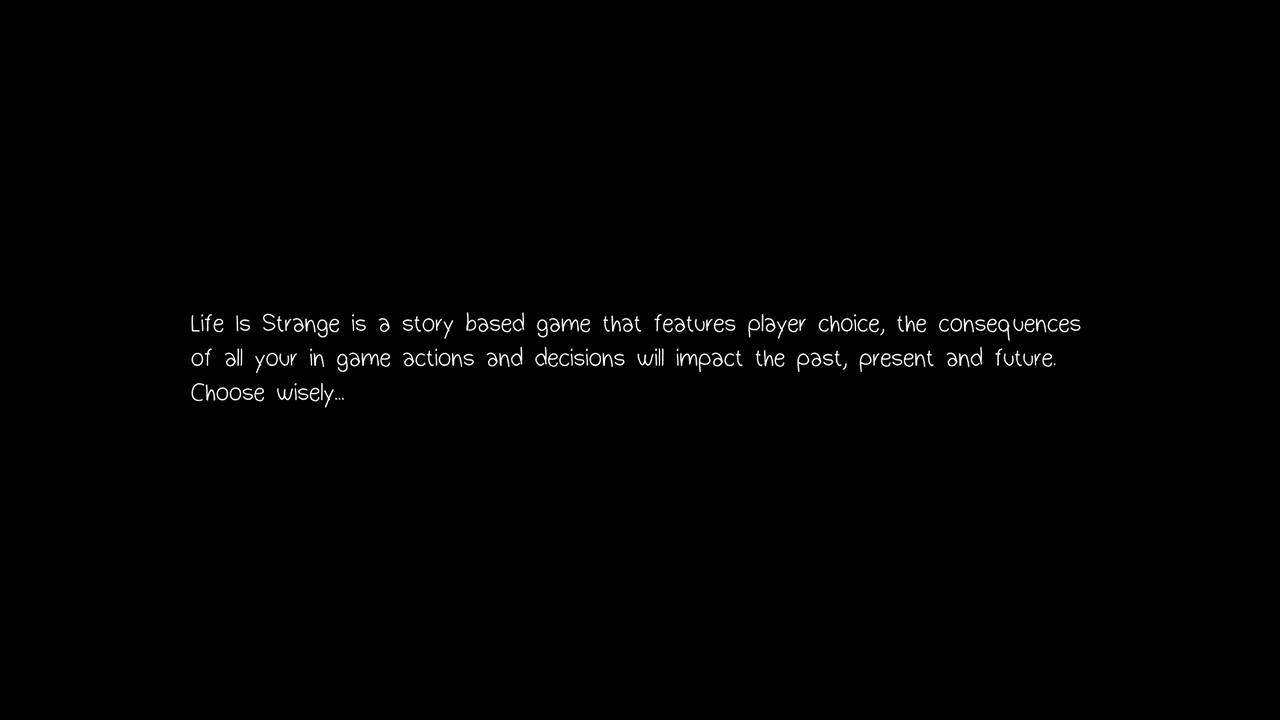 Life Is Strange is a story based game that features player choice, the consequences
of all your in game actions and decisions will impact the past, present and future.
Choose wisely...